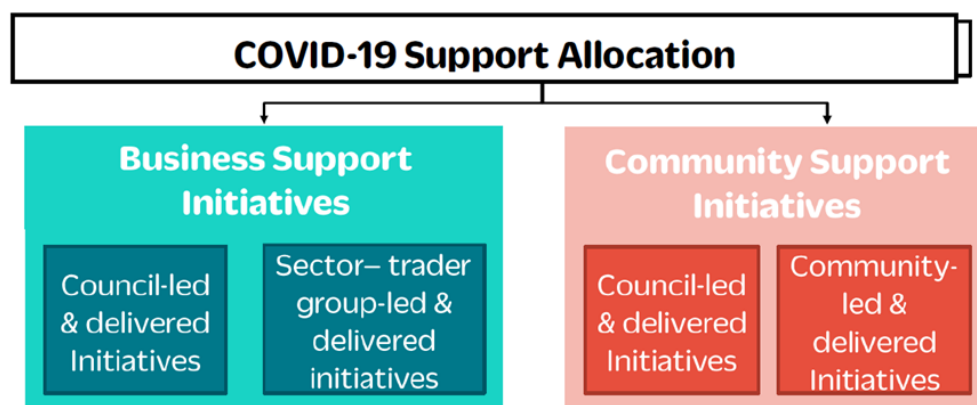 COVID-19 Support Allocation
Business Support
Initiatives
Council-led
& delivered
Initiatives
Sector– trader
group-led &
delivered
initiatives
Community Support
Initiatives
Council-led
& delivered
Initiatives
Community-
led &
delivered
Initiatives